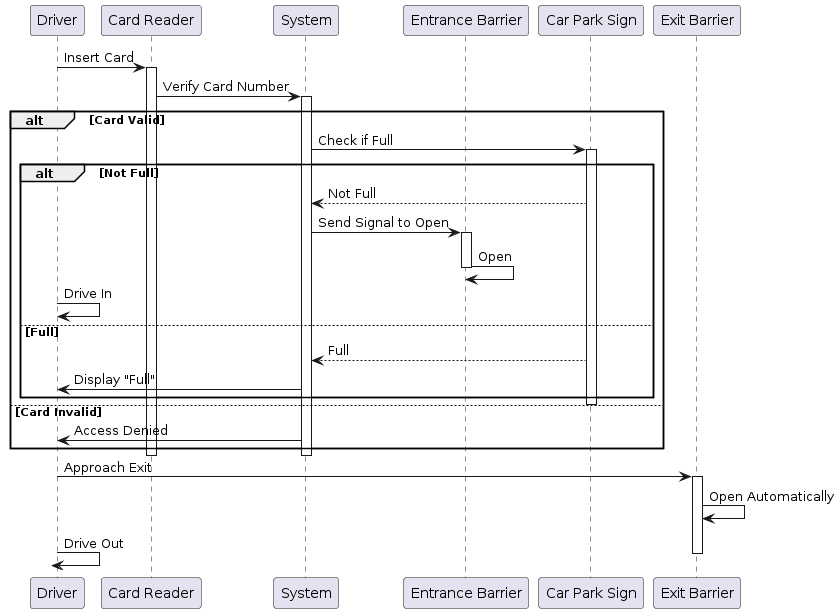 Driver Card Reader System Entrance Barrier Car Park Sign Exit Barrier
Insert Card
Verify Card Number
alt [Card Valid]
Check if Full
alt [Not Full]
Not Full
Send Signal to Open
Open
Drive In
[Full]
Full
Display "Full"
[Card Invalid]
Access Denied
Approach Exit
Open Automatically
Drive Out
Driver Card Reader System Entrance Barrier Car Park Sign Exit Barrier